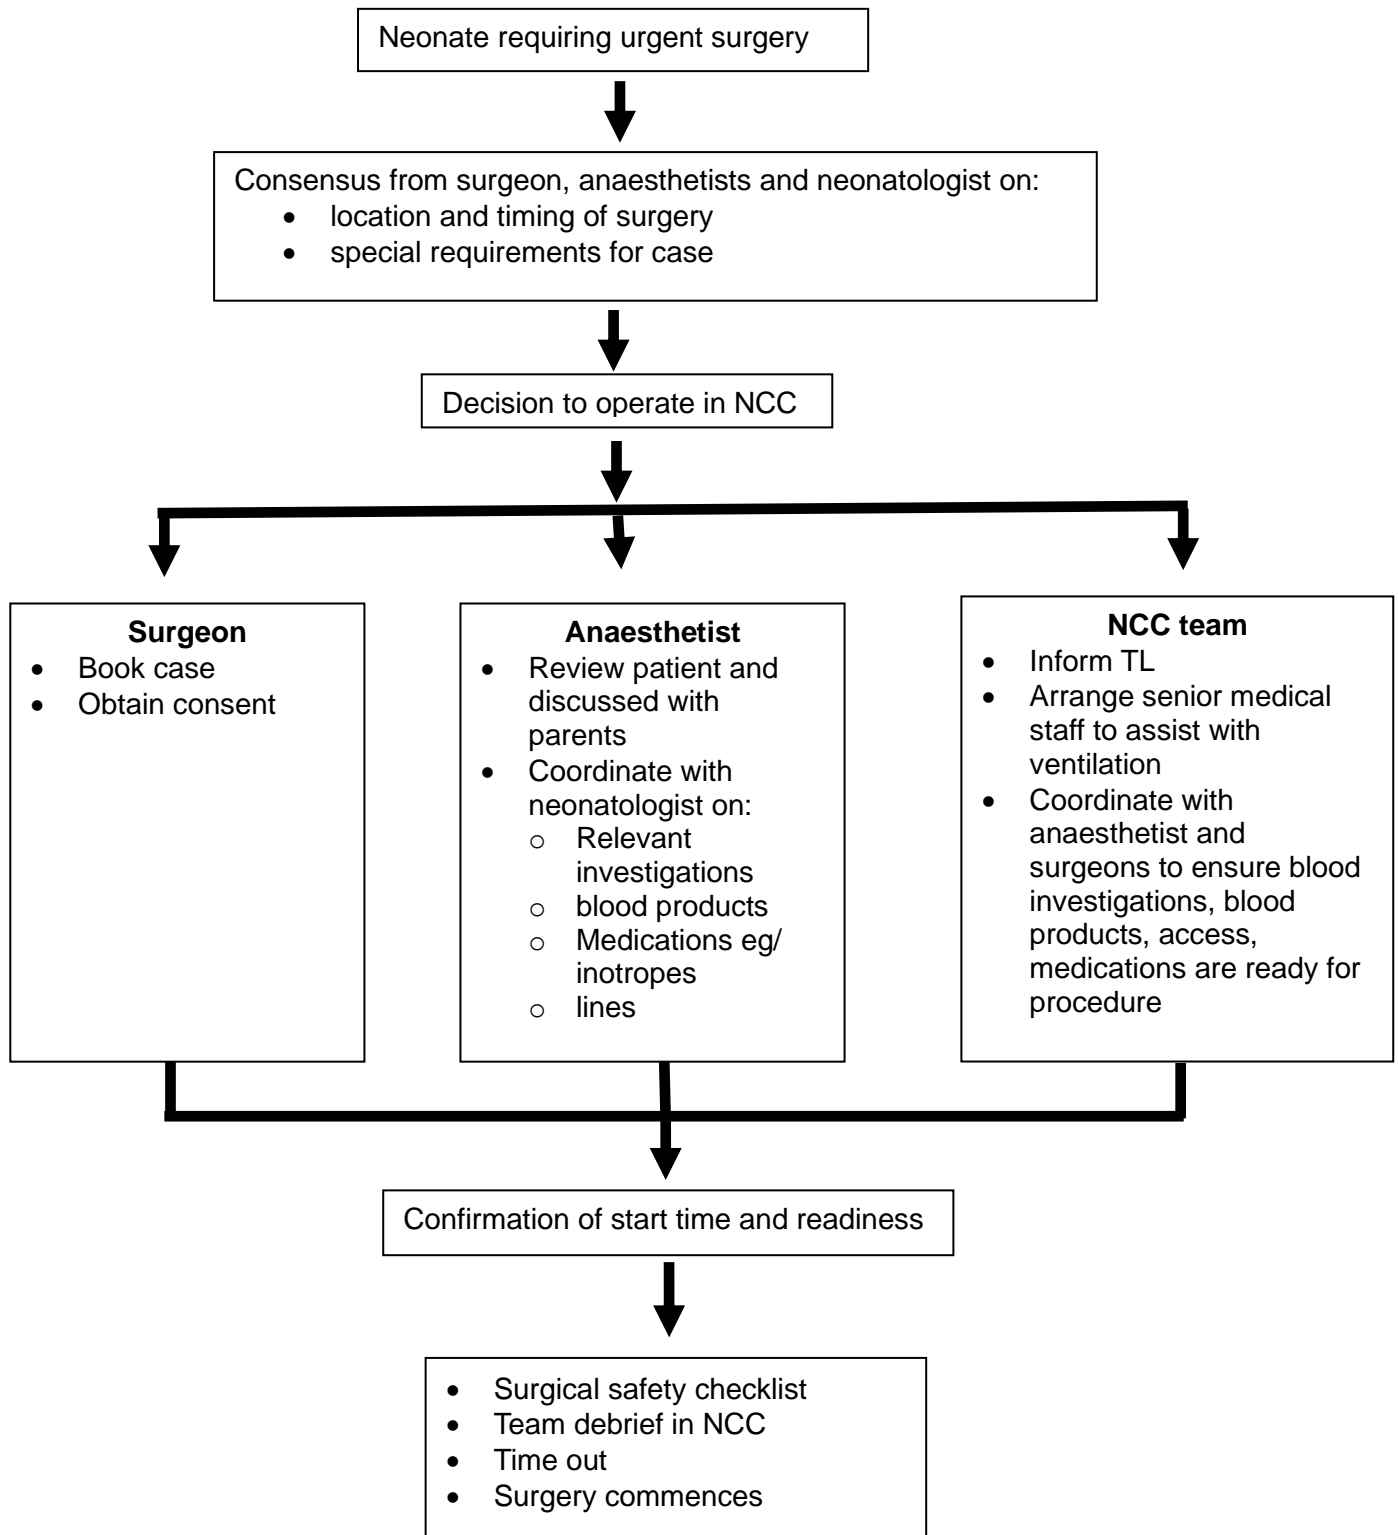 Neonate requiring urgent surgery
Consensus from surgeon, anaesthetists and neonatologist on:
• location and timing of surgery
• special requirements for case
Decision to operate in NCC
Surgeon
• Book case
• Obtain consent
Anaesthetist
• Review patient and
discussed with
parents
• Coordinate with
neonatologist on:
o Relevant
investigations
o blood products
o Medications eg/
inotropes
o lines
NCC team
• Inform TL
• Arrange senior medical
staff to assist with
ventilation
• Coordinate with
anaesthetist and
surgeons to ensure blood
investigations, blood
products, access,
medications are ready for
procedure
Confirmation of start time and readiness
• Surgical safety checklist
• Team debrief in NCC
• Time out
• Surgery commences